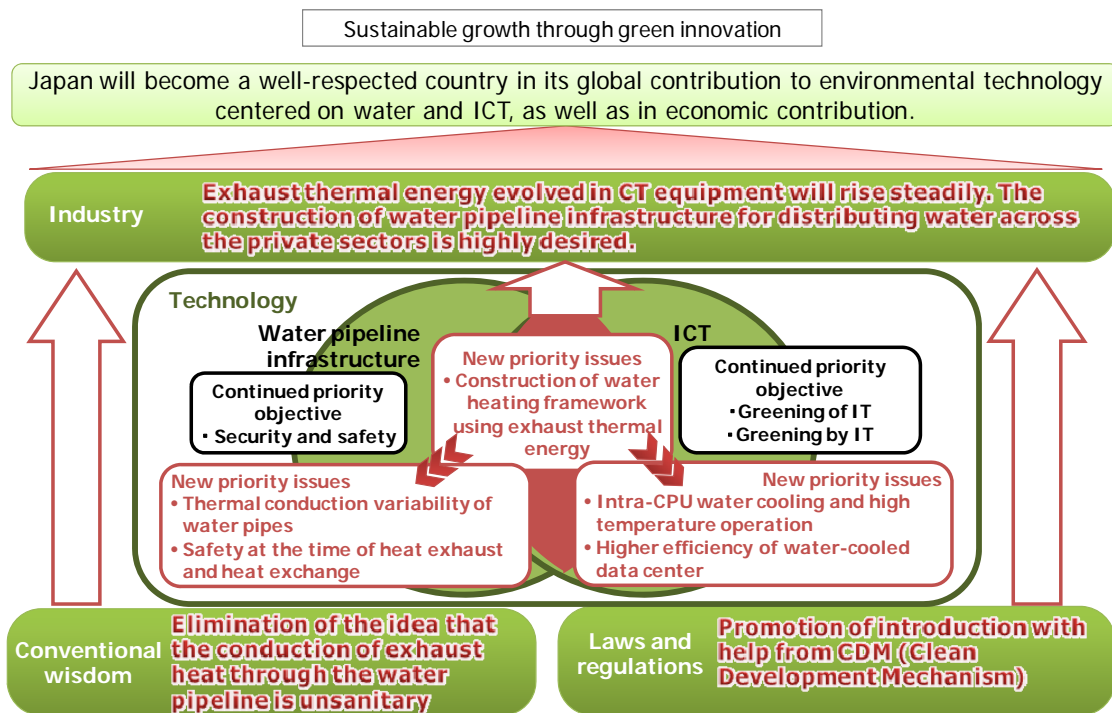 Sustainable growth through green innovation
Japan will become a well-respected country in its global contribution to environmental technology
centered on water and ICT, as well as in economic contribution.
Industry
Exhaust thermal energy evolved in CT equipment will rise steadily. The
construction of water pipeline infrastructure for distributing water across
the private sectors is highly desired.
Technology
Water pipeline
infrastructure
ICT
Continued priority
objective
・Security and safety
New priority issues
• Construction of water
heating framework
using exhaust thermal
energy
Continued priority
objective
・Greening of IT
・Greening by IT
New priority issues
• Thermal conduction variability of
water pipes
• Safety at the time of heat exhaust
and heat exchange
New priority issues
• Intra-CPU water cooling and high
temperature operation
• Higher efficiency of water-cooled
data center
Conventional
wisdom
Elimination of the idea that
the conduction of exhaust
heat through the water
pipeline is unsanitary
Laws and
regulations
Promotion of introduction with
help from CDM (Clean
Development Mechanism)